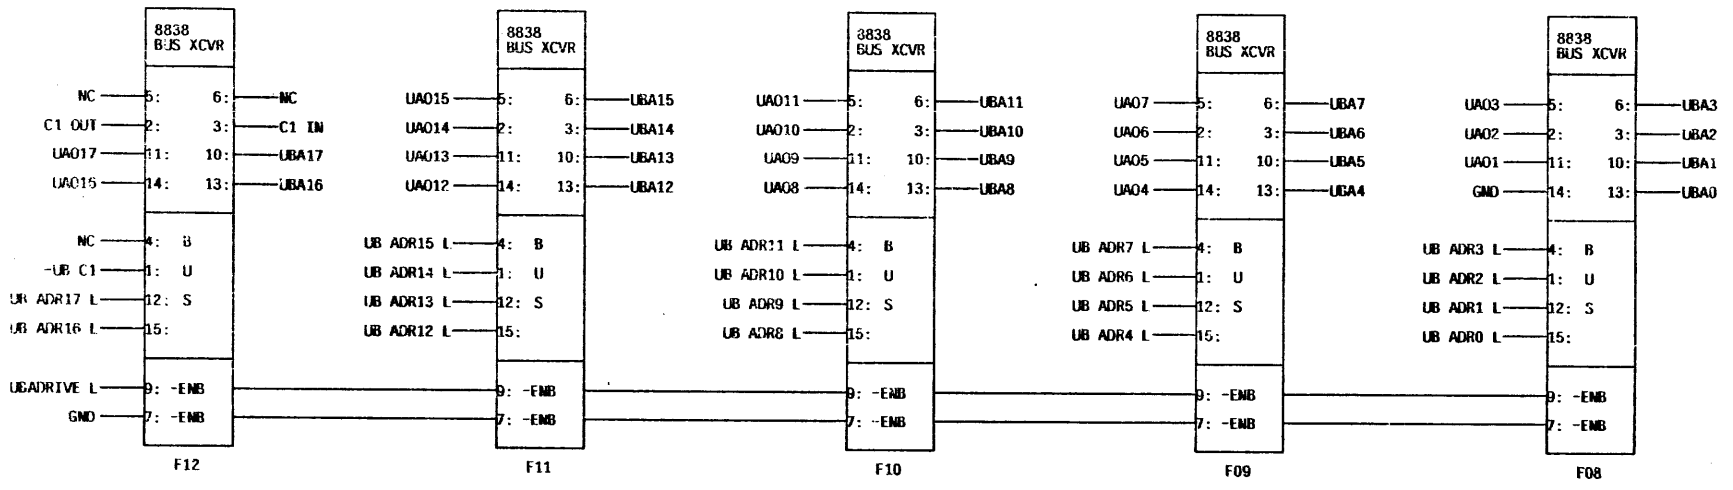 8838
BUS XCVR
NC 5: 6: NC
C1 OUT 2: 3: C1 IN
UAO17 11: 10: UBA17
UAO16 14: 13: UBA16
NC 4: B
-UB C1 1: U
UB ADR17 L 12: S
UB ADR16 L 15:
UBADRIVE L 9: -ENB
GND 7: -ENB
F12
8838
BUS XCVR
UAO15 5: 6: UBA15
UAO14 2: 3: UBA14
UAO13 11: 10: UBA13
UAO12 14: 13: UBA12
UB ADR15 L 4: B
UB ADR14 L 1: U
UB ADR13 L 12: S
UB ADR12 L 15:
9: -ENB
7: -ENB
F11
8838
BUS XCVR
UAO11 5: 6: UBA11
UAO10 2: 3: UBA10
UAO9 11: 10: UBA9
UAO8 14: 13: UBA8
UB ADR11 L 4: B
UB ADR10 L 1: U
UB ADR9 L 12: S
UB ADR8 L 15:
9: -ENB
7: -ENB
F10
8838
BUS XCVR
UAO7 5: 6: UBA7
UAO6 2: 3: UBA6
UAO5 11: 10: UBA5
UAO4 14: 13: UBA4
UB ADR7 L 4: B
UB ADR6 L 1: U
UB ADR5 L 12: S
UB ADR4 L 15:
9: -ENB
7: -ENB
F09
8838
BUS XCVR
UAO3 5: 6: UBA3
UAO2 2: 3: UBA2
UAO1 11: 10: UBA1
GND 14: 13: UBA0
UB ADR3 L 4: B
UB ADR2 L 1: U
UB ADR1 L 12: S
UB ADR0 L 15:
9: -ENB
7: -ENB
F08